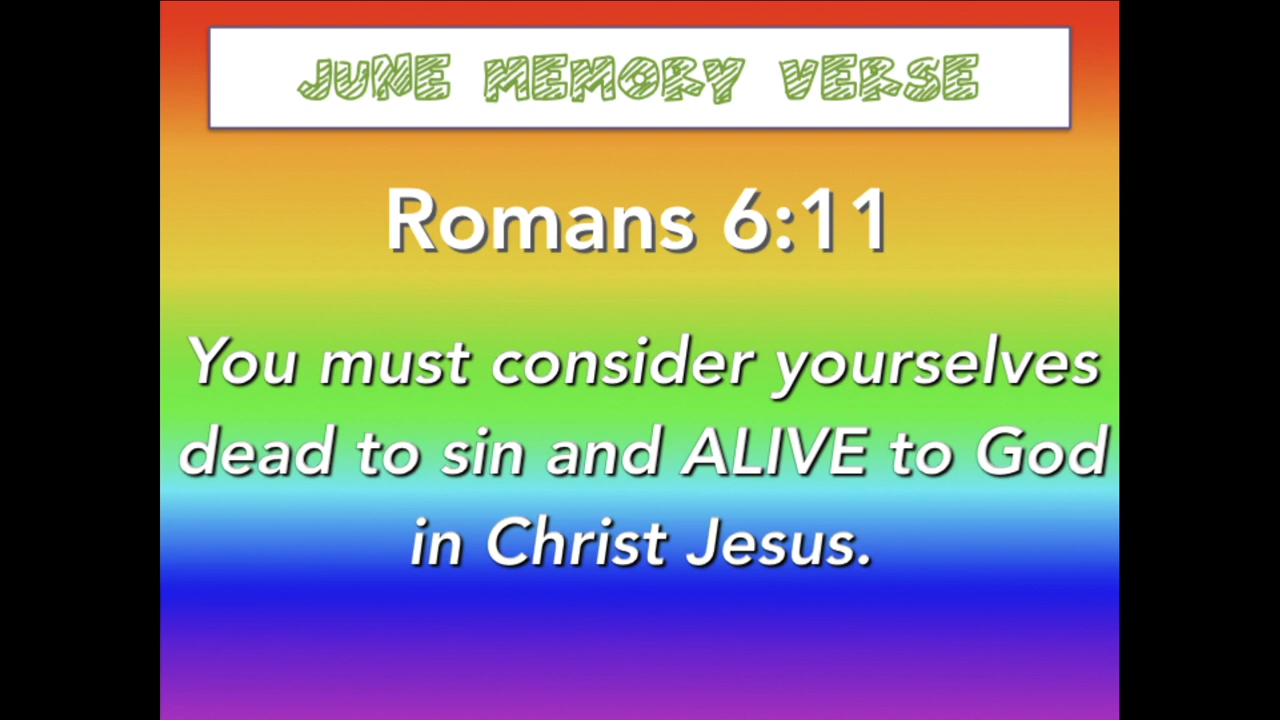 JUNE MEMORY VERSE
Romans 6:11
You must consider yourselves
dead to sin and ALIVE to God
in Christ Jesus.